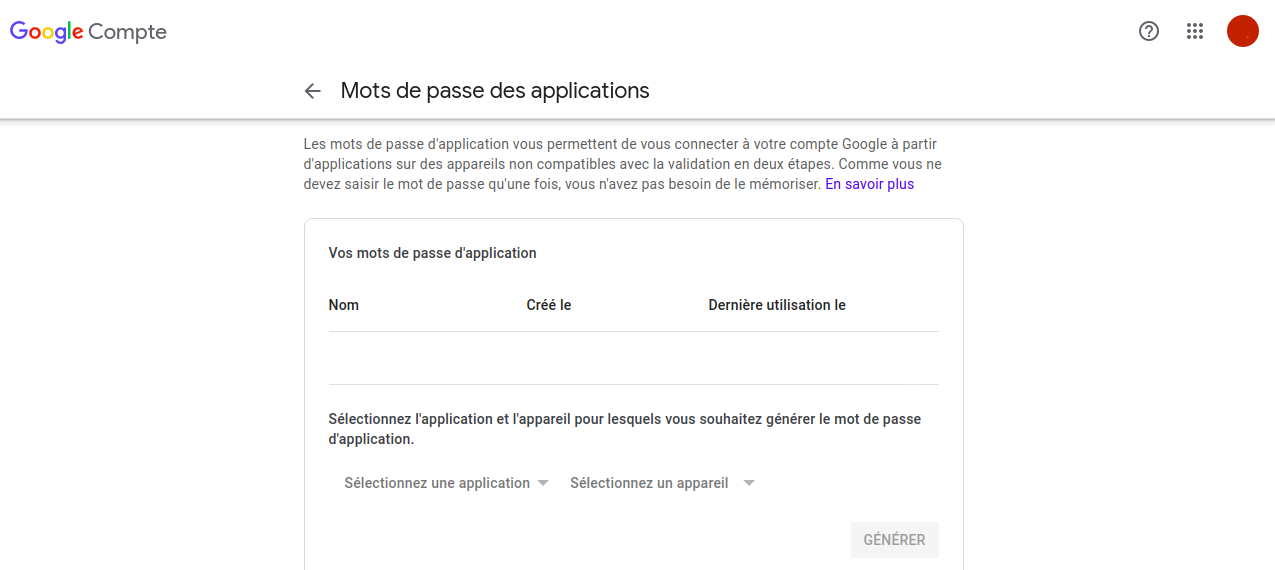 Google Compte
Mots de passe des applications
Les mots de passe d'application vous permettent de vous connecter à votre compte Google à partir
d'applications sur des appareils non compatibles avec la validation en deux étapes. Comme vous ne
devez saisir le mot de passe qu'une fois, vous n'avez pas besoin de le mémoriser. En savoir plus
Vos mots de passe d'application
Nom Créé le Dernière utilisation le
Sélectionnez l'application et l'appareil pour lesquels vous souhaitez générer le mot de passe
d'application.
Sélectionnez une application Sélectionnez un appareil
GÉNÉRER